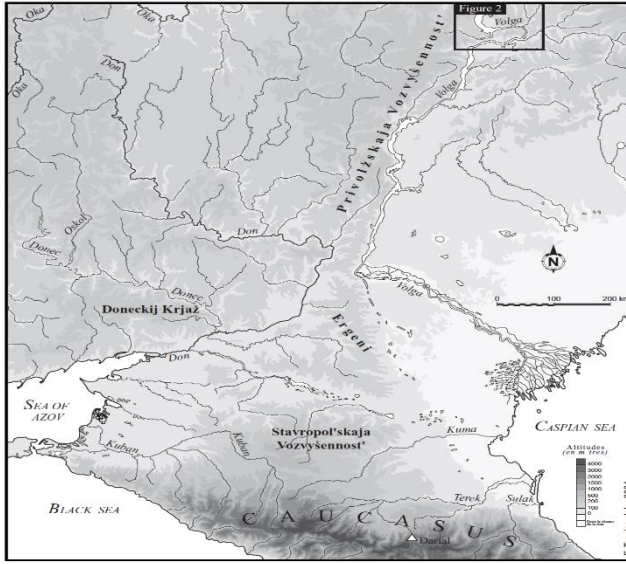 Figure 2
Volga
Oka
Oka
Oka
Don
Volga
Privolžskaja Vozvyšennost'
Oskol
Donec
Don
N
0 100 200 km
Volga
Donec
Doneckij Krjaž
Ergeni
Don
SEA OF
AZOV
Stavropol'skaja
Vozvyšennost'
Kuma
CASPIAN SEA
Kuban
Kuban
Altitudes
(en m tres)
4000
3000
2000
1500
1000
500
200
100
0
Terek
Sulak
BLACK SEA
CAUCASUS
Darial